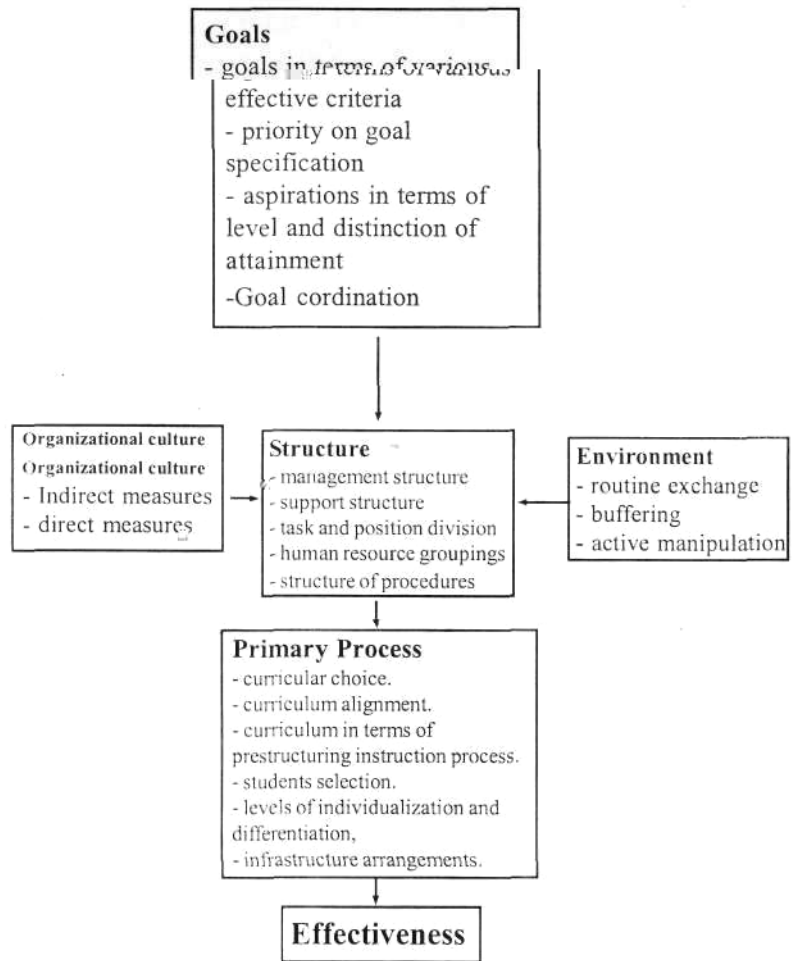 Goals
- goals in terms of various
effective criteria
- priority on goal
specification
- aspirations in terms of
level and distinction of
attainment
-Goal cordination
Organizational culture
Organizational culture
- Indirect measures
- direct measures
Structure
- management structure
- support structure
- task and position division
- human resource groupings
- structure of procedures
Environment
- routine exchange
- buffering
- active manipulation
Primary Process
- curricular choice.
- curriculum alignment.
- curriculum in terms of
prestructuring instruction process.
- students selection.
- levels of individualization and
differentiation,
- infrastructure arrangements.
Effectiveness